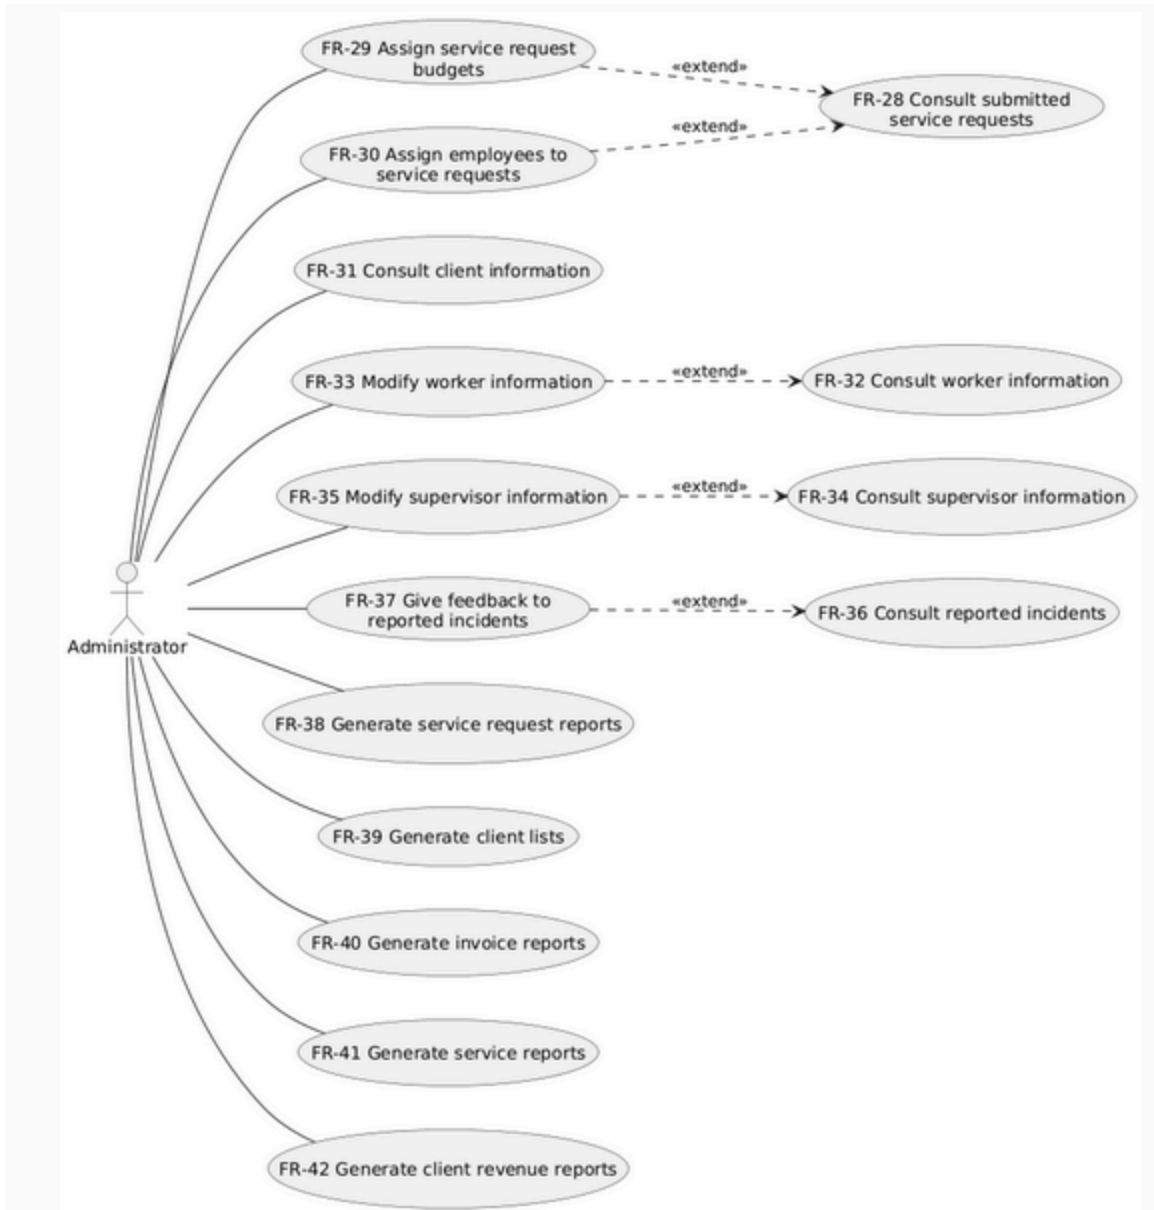 FR-29 Assign service request
budgets
«extend»
FR-28 Consult submitted
service requests
«extend»
FR-30 Assign employees to
service requests
FR-31 Consult client information
FR-33 Modify worker information
«extend»
FR-32 Consult worker information
FR-35 Modify supervisor information
«extend»
FR-34 Consult supervisor information
FR-37 Give feedback to
reported incidents
«extend»
FR-36 Consult reported incidents
Administrator
FR-38 Generate service request reports
FR-39 Generate client lists
FR-40 Generate invoice reports
FR-41 Generate service reports
FR-42 Generate client revenue reports